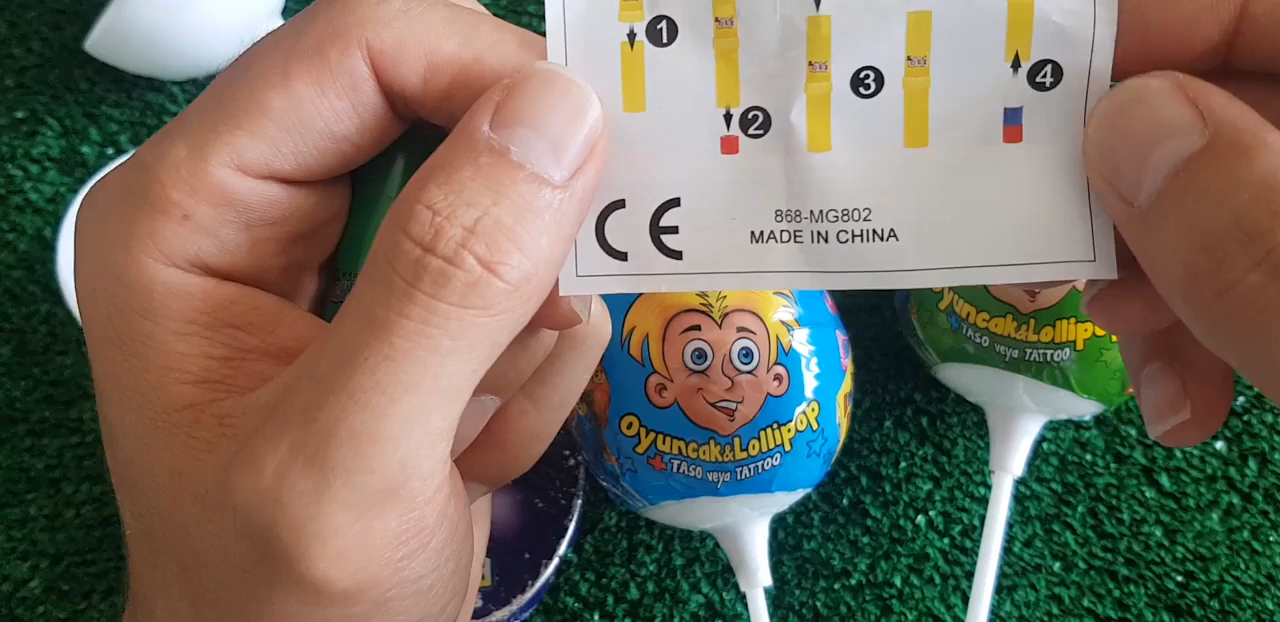 1
2
3
4
CE
868-MG802
MADE IN CHINA
Oyuncak&Lollipop
+ TASO veya TATTOO
yuncak&Lollipop
+ TASO veya TATTOO